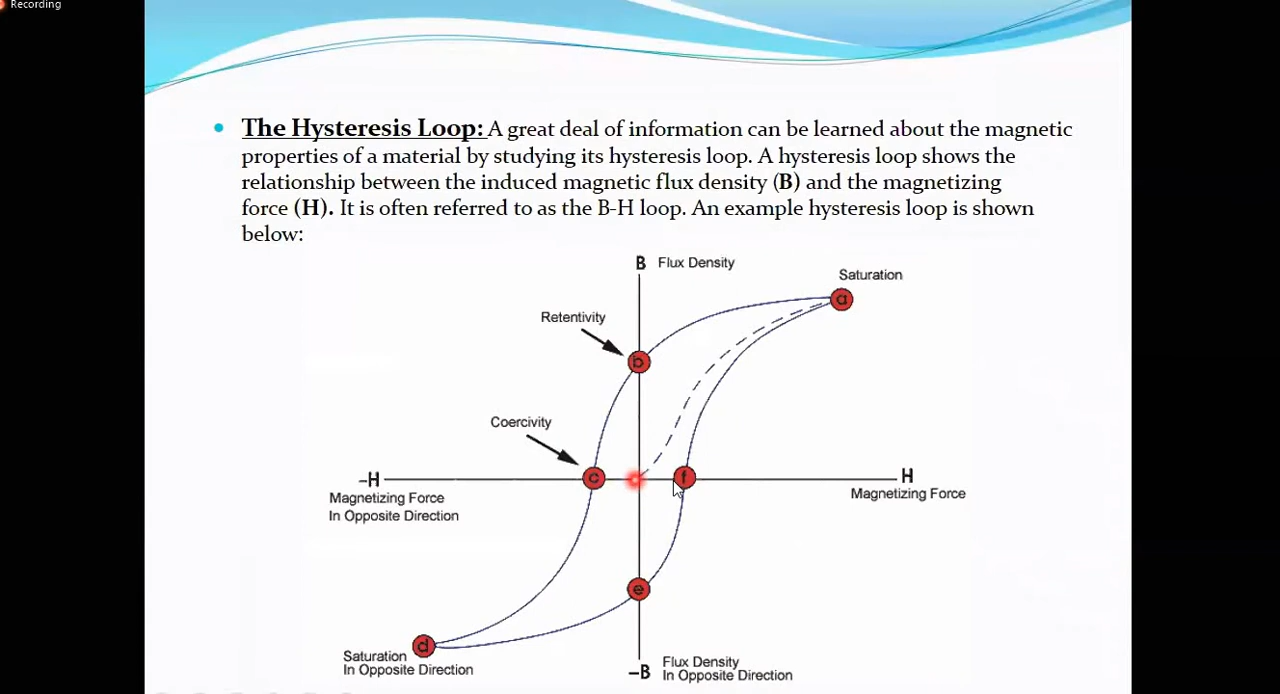 Recording
• The Hysteresis Loop: A great deal of information can be learned about the magnetic
properties of a material by studying its hysteresis loop. A hysteresis loop shows the
relationship between the induced magnetic flux density (B) and the magnetizing
force (H). It is often referred to as the B-H loop. An example hysteresis loop is shown
below:
B Flux Density
Saturation
a
Retentivity
b
Coercivity
-H
c
f
H
Magnetizing Force
In Opposite Direction
Magnetizing Force
e
d
Saturation
In Opposite Direction
-B
Flux Density
In Opposite Direction